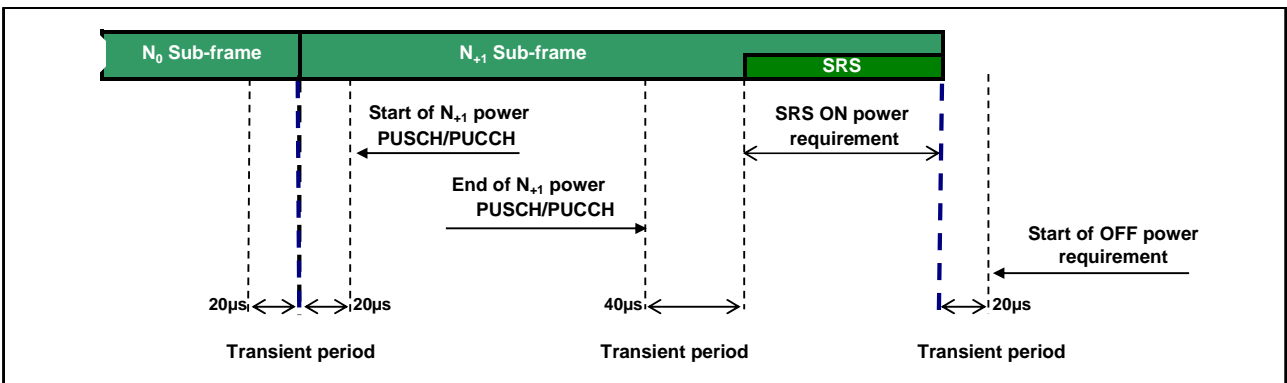 N₀ Sub-frame
N₊₁ Sub-frame
SRS
Start of N₊₁ power
PUSCH/PUCCH
SRS ON power
requirement
End of N₊₁ power
PUSCH/PUCCH
Start of OFF power
requirement
20µs
20µs
40µs
20µs
Transient period
Transient period
Transient period